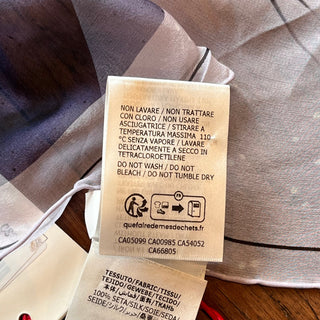 NON LAVARE / NON TRATTARE
CON CLORO / NON USARE
ASCIUGATRICE / STIRARE A
TEMPERATURA MASSIMA 110
°C SENZA VAPORE / LAVARE
DELICATAMENTE A SECCO IN
TETRACLOROETILENE
DO NOT WASH / DO NOT
BLEACH / DO NOT TUMBLE DRY
FR
quefairedemesdechets.fr
CA05099 CA00985 CA54052
CA66805
TESSUTO/FABRIC/TISSU/
TEJIDO/GEWEBE/TKANINA/
100% SETA/SILK/SOIE/SEDA/
SEIDE/